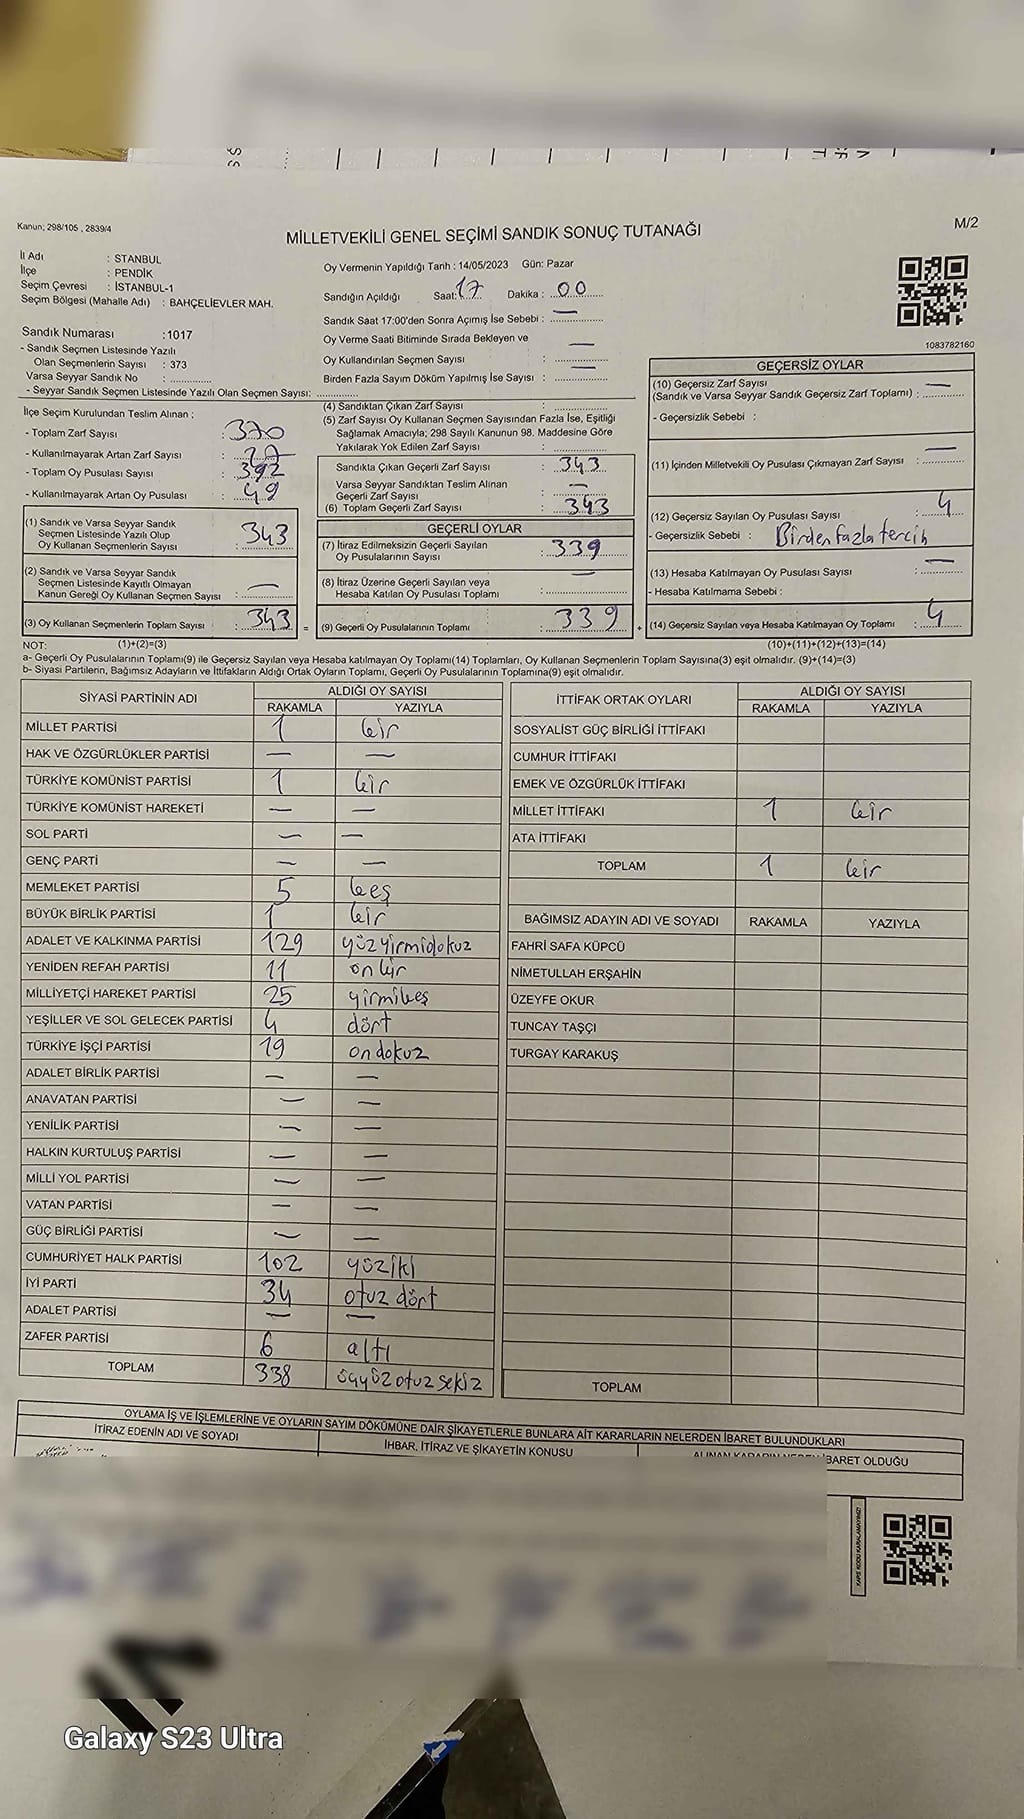 Kanun; 298/105 , 2839/4
M/2
MİLLETVEKİLİ GENEL SEÇİMİ SANDIK SONUÇ TUTANAĞI
İl Adı : STANBUL
İlçe : PENDİK
Seçim Çevresi : İSTANBUL-1
Seçim Bölgesi (Mahalle Adı) : BAHÇELİEVLER MAH.
Sandık Numarası :1017
- Sandık Seçmen Listesinde Yazılı
Olan Seçmenlerin Sayısı : 373
Varsa Seyyar Sandık No :
- Seyyar Sandık Seçmen Listesinde Yazılı Olan Seçmen Sayısı:
Oy Vermenin Yapıldığı Tarih : 14/05/2023 Gün: Pazar
Sandığın Açıldığı Saat: 17 Dakika : 00
Sandık Saat 17:00'den Sonra Açımış İse Sebebi : —
Oy Verme Saati Bitiminde Sırada Bekleyen ve
Oy Kullandırılan Seçmen Sayısı : —
Birden Fazla Sayım Döküm Yapılmış İse Sayısı : —
1083782160
İlçe Seçim Kurulundan Teslim Alınan ;
- Toplam Zarf Sayısı : 370
- Kullanılmayarak Artan Zarf Sayısı :
- Toplam Oy Pusulası Sayısı : 392
- Kullanılmayarak Artan Oy Pusulası : 49
(1) Sandık ve Varsa Seyyar Sandık
Seçmen Listesinde Yazılı Olup
Oy Kullanan Seçmenlerin Sayısı : 343
(2) Sandık ve Varsa Seyyar Sandık
Seçmen Listesinde Kayıtlı Olmayan
Kanun Gereği Oy Kullanan Seçmen Sayısı : —
(3) Oy Kullanan Seçmenlerin Toplam Sayısı : 343 =
(4) Sandıktan Çıkan Zarf Sayısı :
(5) Zarf Sayısı Oy Kullanan Seçmen Sayısından Fazla İse, Eşitliği
Sağlamak Amacıyla; 298 Sayılı Kanunun 98. Maddesine Göre
Yakılarak Yok Edilen Zarf Sayısı :
Sandıkta Çıkan Geçerli Zarf Sayısı : 343
Varsa Seyyar Sandıktan Teslim Alınan
Geçerli Zarf Sayısı : —
(6) Toplam Geçerli Zarf Sayısı : 343
GEÇERLİ OYLAR
(7) İtiraz Edilmeksizin Geçerli Sayılan
Oy Pusulalarının Sayısı : 339
(8) İtiraz Üzerine Geçerli Sayılan veya
Hesaba Katılan Oy Pusulası Toplamı : —
(9) Geçerli Oy Pusulalarının Toplamı : 339 +
GEÇERSİZ OYLAR
(10) Geçersiz Zarf Sayısı
(Sandık ve Varsa Seyyar Sandık Geçersiz Zarf Toplamı) : —
- Geçersizlik Sebebi :
(11) İçinden Milletvekili Oy Pusulası Çıkmayan Zarf Sayısı : —
(12) Geçersiz Sayılan Oy Pusulası Sayısı : 4
- Geçersizlik Sebebi : Birden fazla tercih
(13) Hesaba Katılmayan Oy Pusulası Sayısı : —
- Hesaba Katılmama Sebebi :
(14) Geçersiz Sayılan veya Hesaba Katılmayan Oy Toplamı : 4
NOT: (1)+(2)=(3) (10)+(11)+(12)+(13)=(14)
a- Geçerli Oy Pusulalarının Toplamı(9) ile Geçersiz Sayılan veya Hesaba katılmayan Oy Toplamı(14) Toplamları, Oy Kullanan Seçmenlerin Toplam Sayısına(3) eşit olmalıdır. (9)+(14)=(3)
b- Siyasi Partilerin, Bağımsız Adayların ve İttifakların Aldığı Ortak Oyların Toplamı, Geçerli Oy Pusulalarının Toplamına(9) eşit olmalıdır.
SİYASİ PARTİNİN ADI ALDIĞI OY SAYISI
RAKAMLA YAZIYLA
MİLLET PARTİSİ 1 bir
HAK VE ÖZGÜRLÜKLER PARTİSİ — —
TÜRKİYE KOMÜNİST PARTİSİ 1 bir
TÜRKİYE KOMÜNİST HAREKETİ — —
SOL PARTİ — —
GENÇ PARTİ — —
MEMLEKET PARTİSİ 5 beş
BÜYÜK BİRLİK PARTİSİ 1 bir
ADALET VE KALKINMA PARTİSİ 129 yüzyirmidokuz
YENİDEN REFAH PARTİSİ 11 onbir
MİLLİYETÇİ HAREKET PARTİSİ 25 yirmibeş
YEŞİLLER VE SOL GELECEK PARTİSİ 4 dört
TÜRKİYE İŞÇİ PARTİSİ 19 ondokuz
ADALET BİRLİK PARTİSİ — —
ANAVATAN PARTİSİ — —
YENİLİK PARTİSİ — —
HALKIN KURTULUŞ PARTİSİ — —
MİLLİ YOL PARTİSİ — —
VATAN PARTİSİ — —
GÜÇ BİRLİĞİ PARTİSİ — —
CUMHURİYET HALK PARTİSİ 102 yüziki
İYİ PARTİ 34 otuz dört
ADALET PARTİSİ — —
ZAFER PARTİSİ 6 altı
TOPLAM 338 üçyüzotuzsekiz
İTTİFAK ORTAK OYLARI ALDIĞI OY SAYISI
RAKAMLA YAZIYLA
SOSYALİST GÜÇ BİRLİĞİ İTTİFAKI
CUMHUR İTTİFAKI
EMEK VE ÖZGÜRLÜK İTTİFAKI
MİLLET İTTİFAKI 1 bir
ATA İTTİFAKI
TOPLAM 1 bir
BAĞIMSIZ ADAYIN ADI VE SOYADI RAKAMLA YAZIYLA
FAHRİ SAFA KÜPCÜ
NİMETULLAH ERŞAHİN
ÜZEYFE OKUR
TUNCAY TAŞÇI
TURGAY KARAKUŞ
TOPLAM
OYLAMA İŞ VE İŞLEMLERİNE VE OYLARIN SAYIM DÖKÜMÜNE DAİR ŞİKAYETLERLE BUNLARA AİT KARARLARIN NELERDEN İBARET BULUNDUKLARI
İTİRAZ EDENİN ADI VE SOYADI İHBAR, İTİRAZ VE ŞİKAYETİN KONUSU ALINAN KARARIN NEDEN İBARET OLDUĞU
Galaxy S23 Ultra